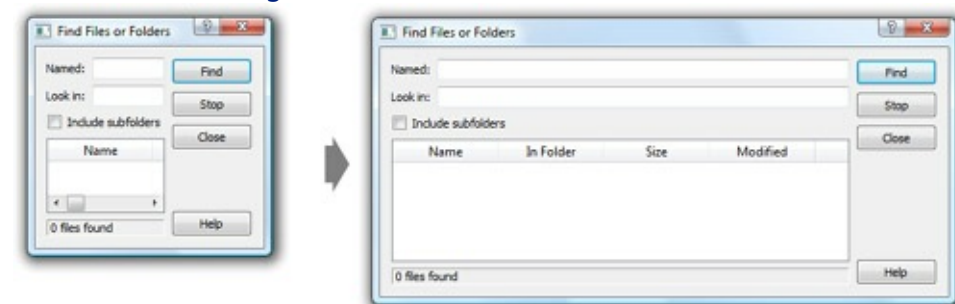 Find Files or Folders
Named:
Find
Look in:
Stop
Include subfolders
Close
Name
0 files found
Help
Find Files or Folders
Named:
Find
Look in:
Stop
Include subfolders
Close
Name In Folder Size Modified
0 files found
Help